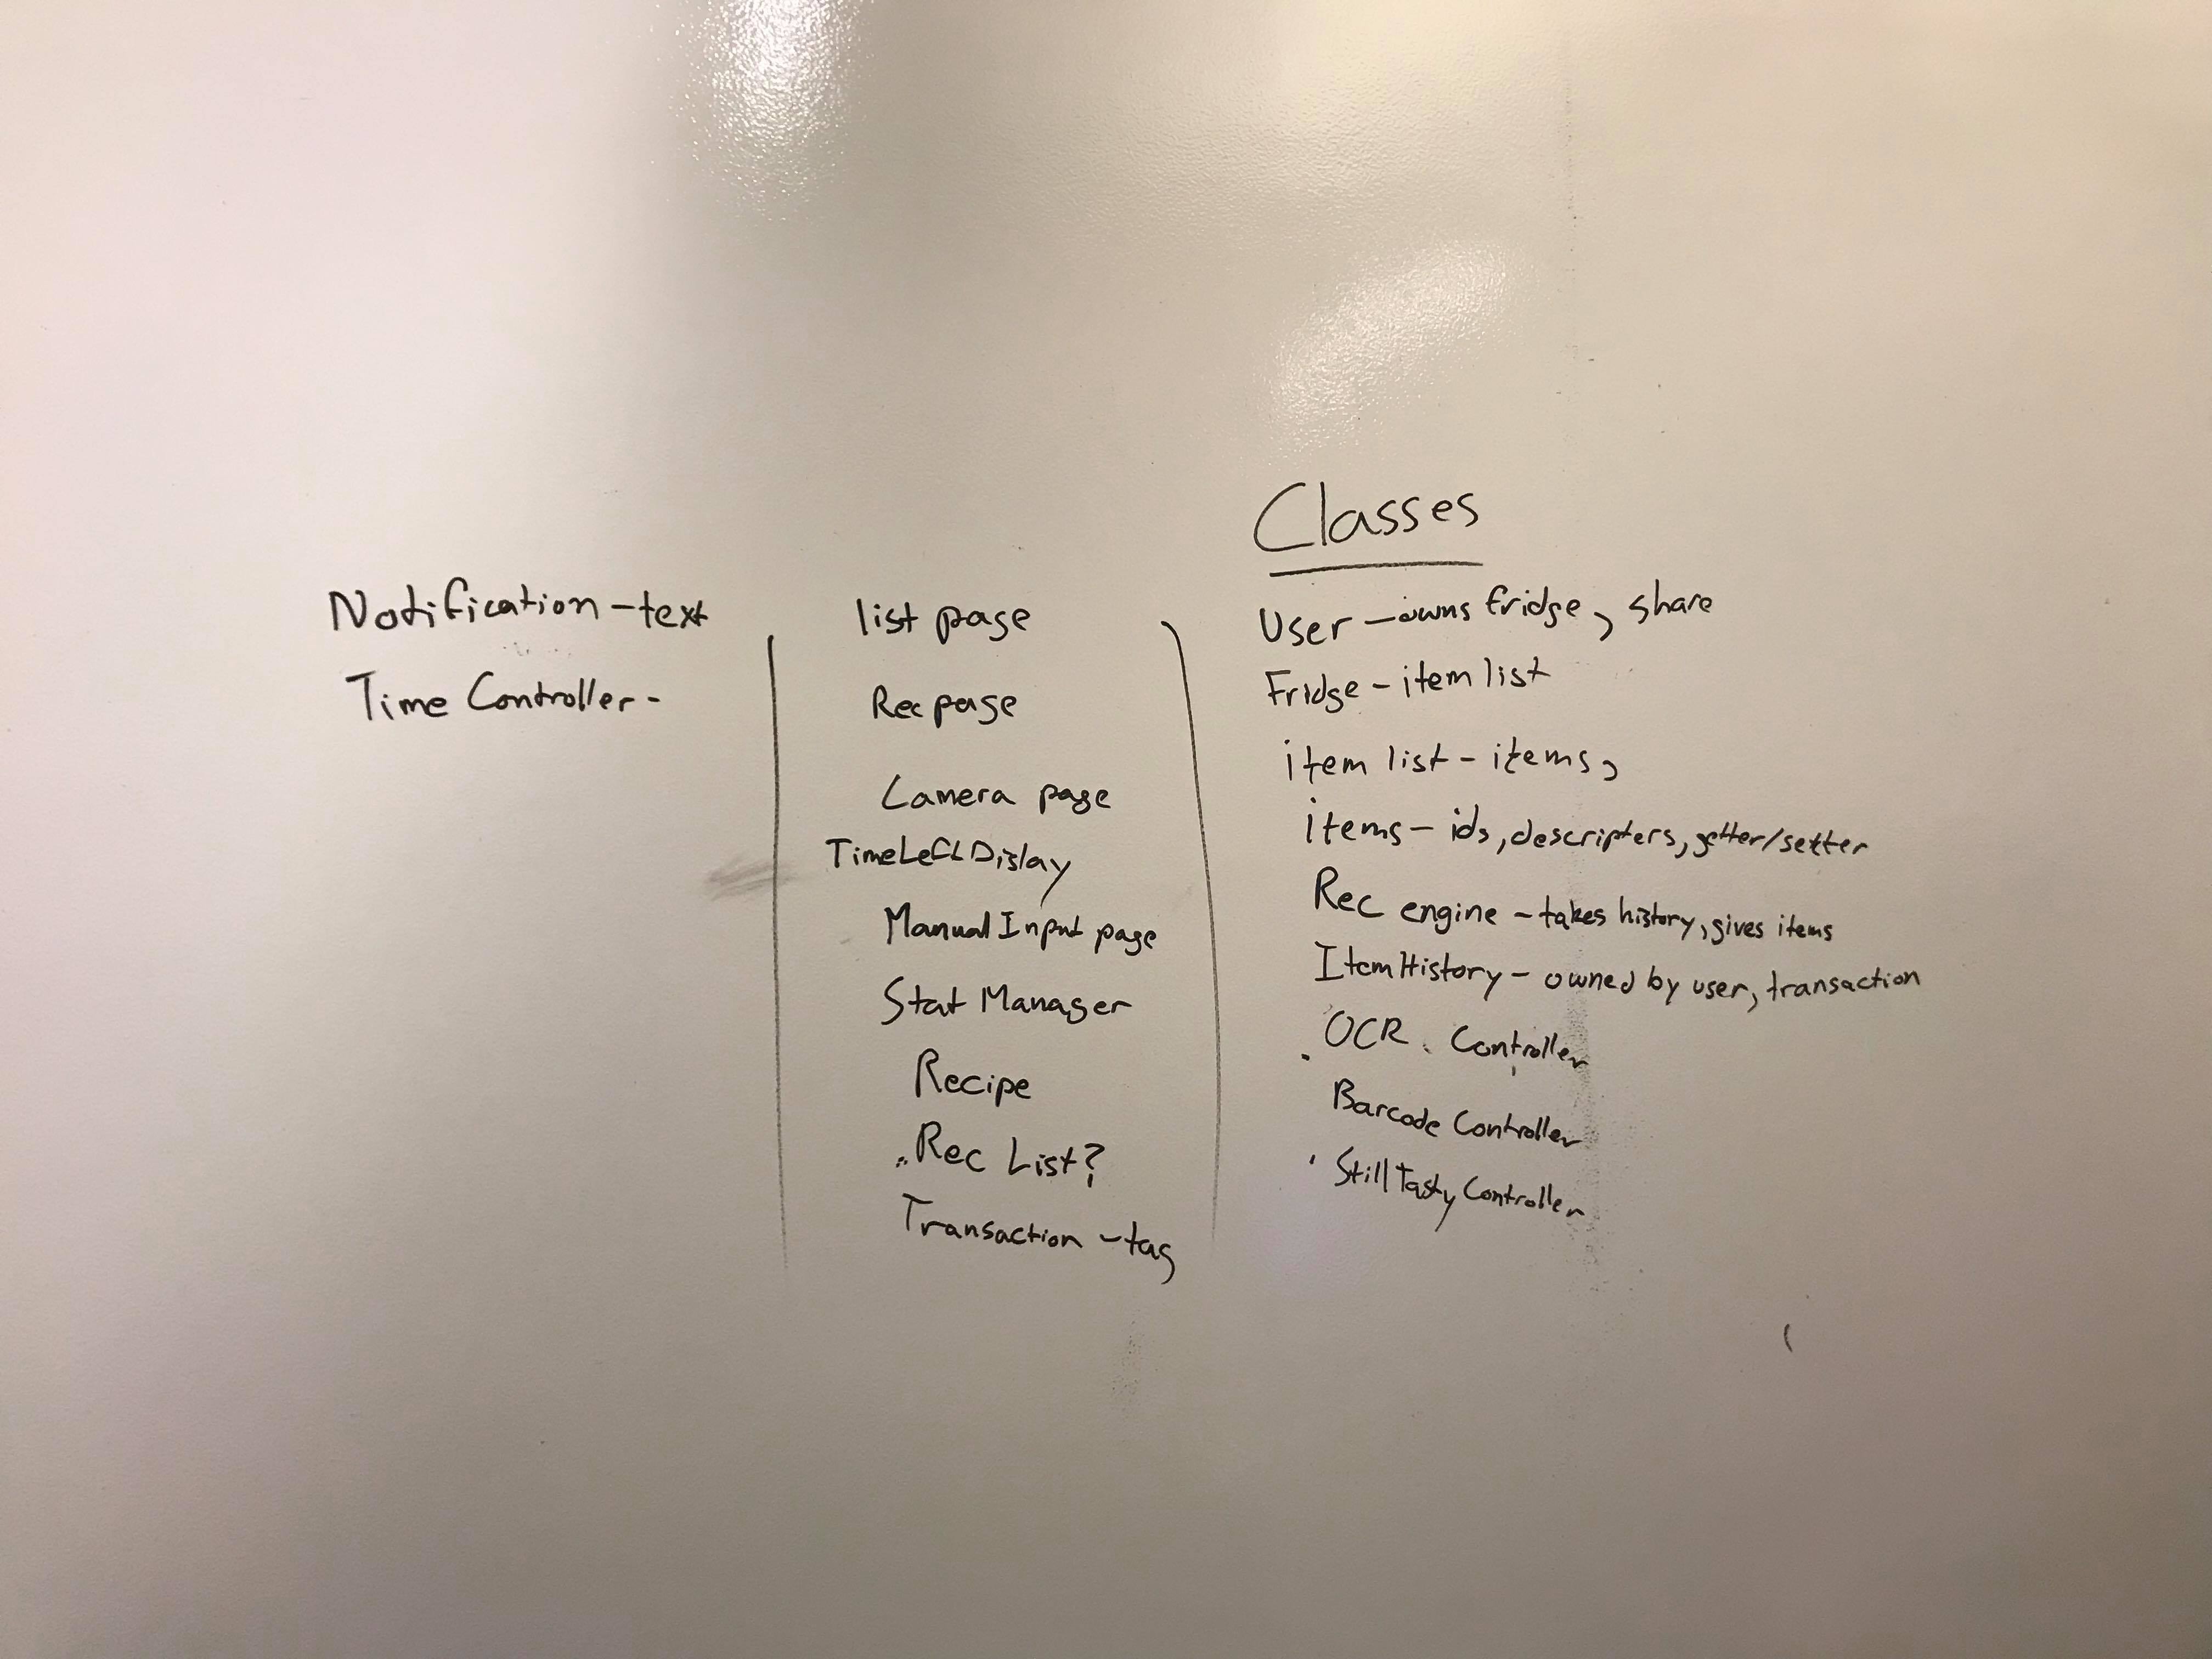 Classes
Notification - text
Time Controller -
list page
Rec page
Camera page
TimeLeftDislay
Manual Input page
Stat Manager
Recipe
Rec List?
Transaction - tag
User - owns fridge, share
Fridge - item list
item list - items,
items - ids, descripters, getter/setter
Rec engine - takes history, gives items
ItemHistory - owned by user, transaction
OCR Controller
Barcode Controller
StillTasty Controller